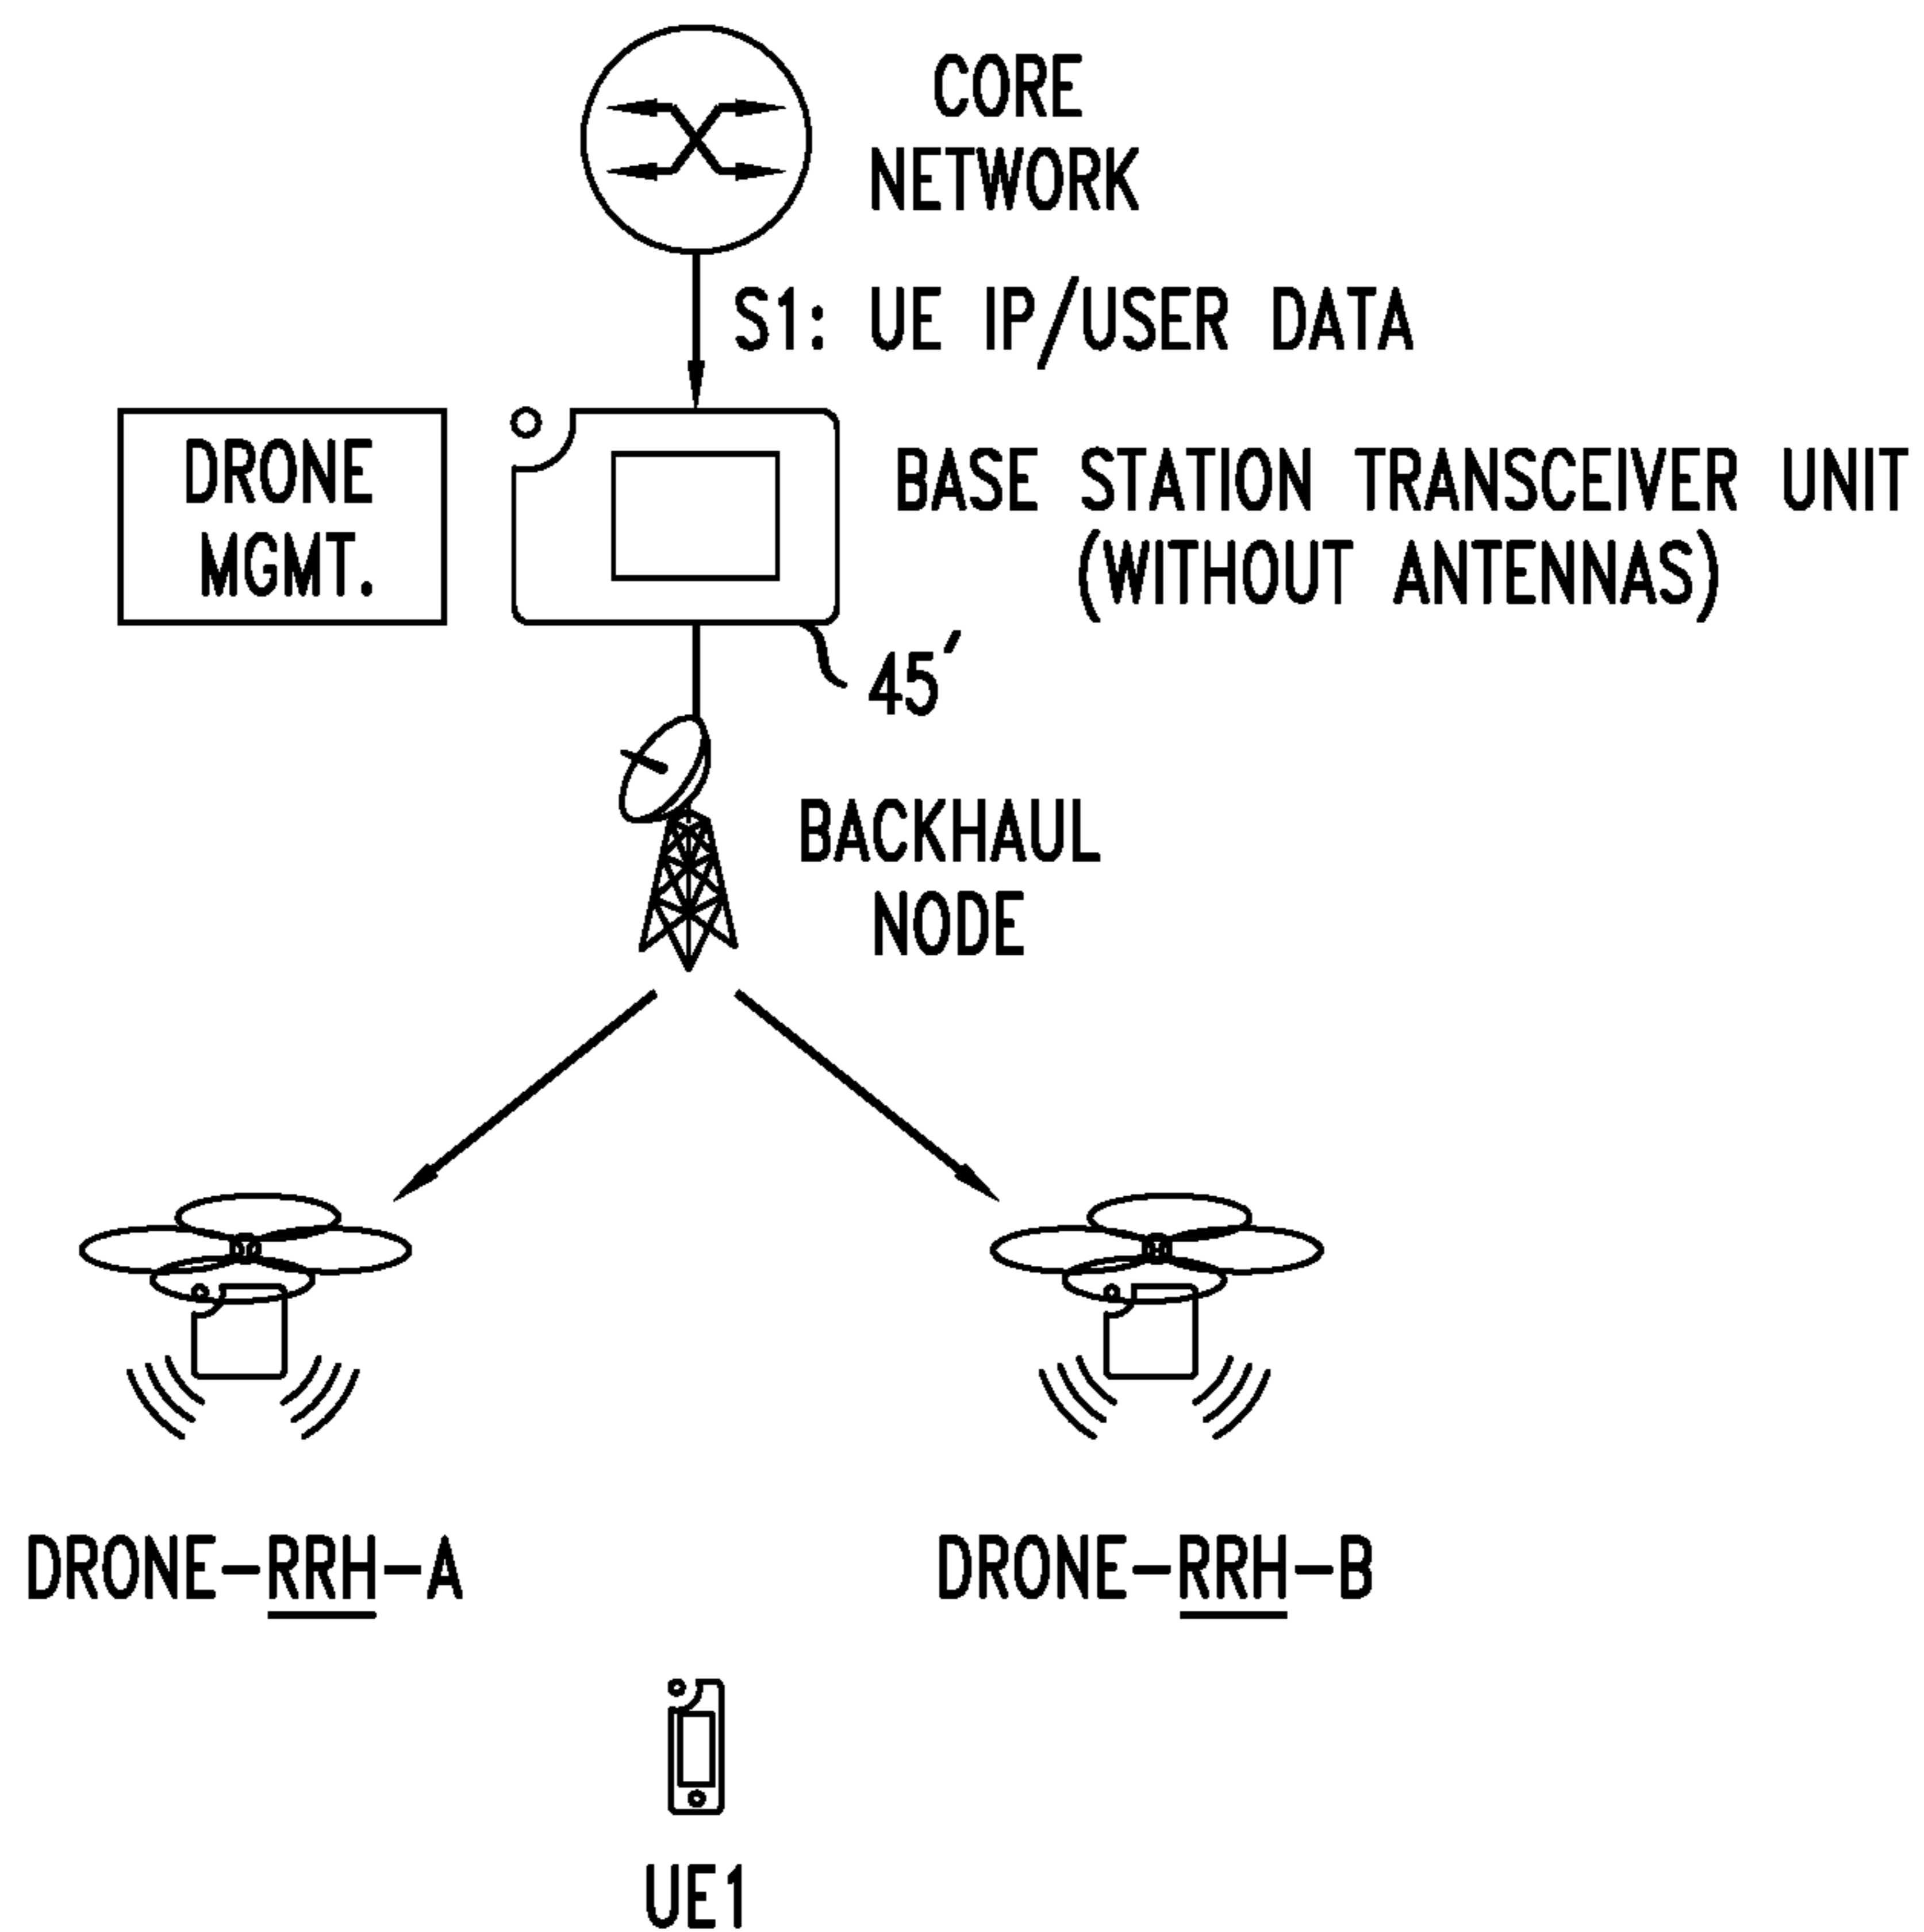 CORE
NETWORK
S1: UE IP/USER DATA
DRONE
MGMT.
BASE STATION TRANSCEIVER UNIT
(WITHOUT ANTENNAS)
45′
BACKHAUL
NODE
DRONE-RRH-A
DRONE-RRH-B
UE1